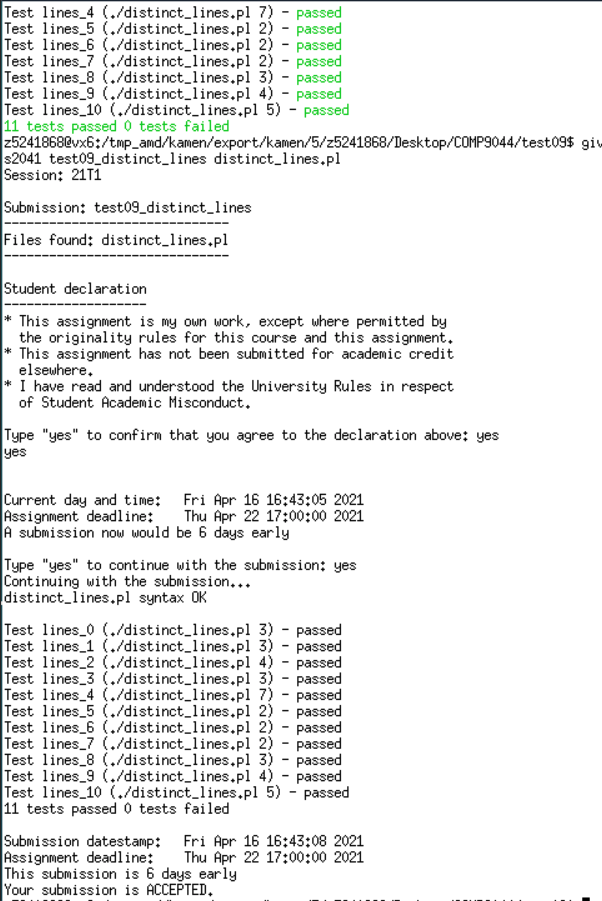 Test lines_4 (./distinct_lines.pl 7) - passed
Test lines_5 (./distinct_lines.pl 2) - passed
Test lines_6 (./distinct_lines.pl 2) - passed
Test lines_7 (./distinct_lines.pl 2) - passed
Test lines_8 (./distinct_lines.pl 3) - passed
Test lines_9 (./distinct_lines.pl 4) - passed
Test lines_10 (./distinct_lines.pl 5) - passed
11 tests passed 0 tests failed
z5241868@vx6:/tmp_amd/kamen/export/kamen/5/z5241868/Desktop/COMP9044/test09$ giv
s2041 test09_distinct_lines distinct_lines.pl
Session: 21T1
Submission: test09_distinct_lines
------------------------------
Files found: distinct_lines.pl
------------------------------
Student declaration
-------------------
* This assignment is my own work, except where permitted by
the originality rules for this course and this assignment.
* This assignment has not been submitted for academic credit
elsewhere.
* I have read and understood the University Rules in respect
of Student Academic Misconduct.
Type "yes" to confirm that you agree to the declaration above: yes
yes
Current day and time: Fri Apr 16 16:43:05 2021
Assignment deadline: Thu Apr 22 17:00:00 2021
A submission now would be 6 days early
Type "yes" to continue with the submission: yes
Continuing with the submission...
distinct_lines.pl syntax OK
Test lines_0 (./distinct_lines.pl 3) - passed
Test lines_1 (./distinct_lines.pl 3) - passed
Test lines_2 (./distinct_lines.pl 4) - passed
Test lines_3 (./distinct_lines.pl 3) - passed
Test lines_4 (./distinct_lines.pl 7) - passed
Test lines_5 (./distinct_lines.pl 2) - passed
Test lines_6 (./distinct_lines.pl 2) - passed
Test lines_7 (./distinct_lines.pl 2) - passed
Test lines_8 (./distinct_lines.pl 3) - passed
Test lines_9 (./distinct_lines.pl 4) - passed
Test lines_10 (./distinct_lines.pl 5) - passed
11 tests passed 0 tests failed
Submission datestamp: Fri Apr 16 16:43:08 2021
Assignment deadline: Thu Apr 22 17:00:00 2021
This submission is 6 days early
Your submission is ACCEPTED.